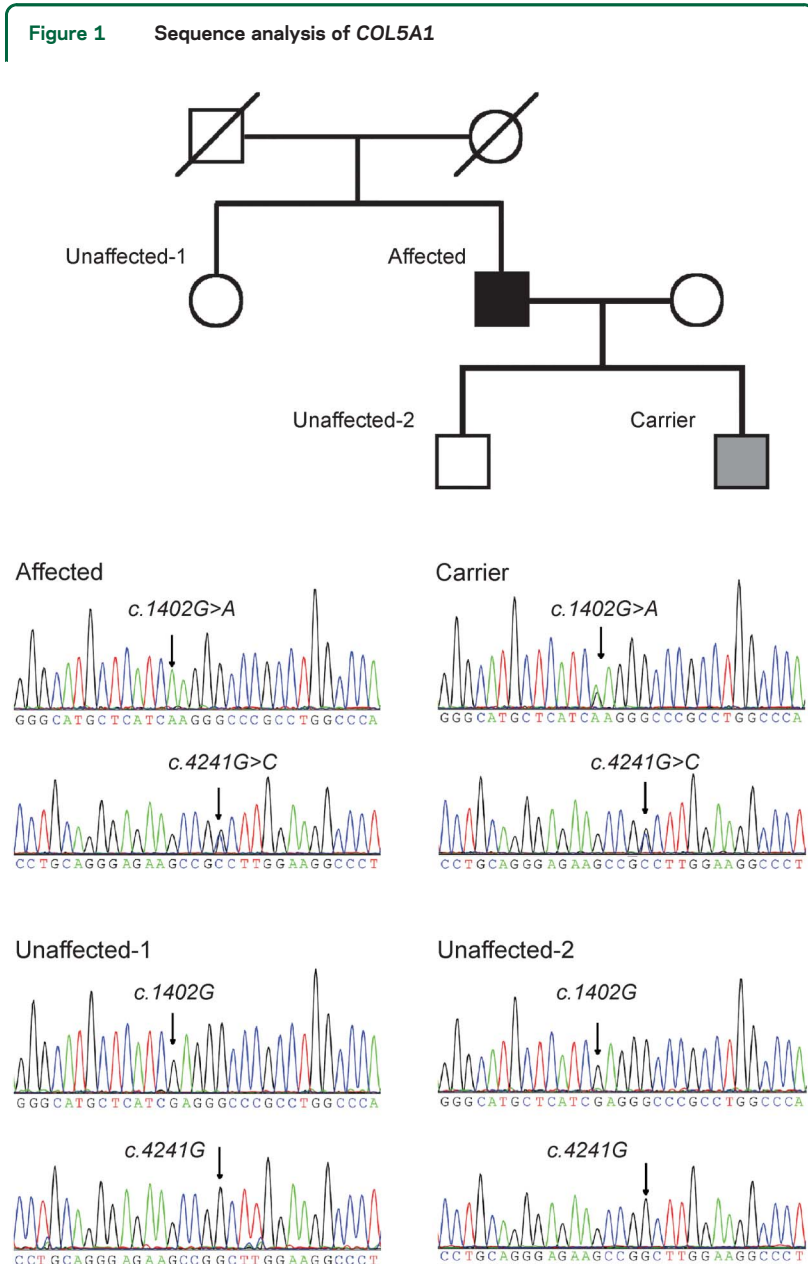 Figure 1 Sequence analysis of COL5A1
Unaffected-1
Affected
Unaffected-2
Carrier
Affected
c.1402G>A
GGGCATGCTCATCAAGGGCCCGCCTGGCCCA
c.4241G>C
CCTGCAGGGAGAAGCCGCCTTGGAAGGCCCT
Carrier
c.1402G>A
GGGCATGCTCATCAAGGGCCCGCCTGGCCCA
c.4241G>C
CCTGCAGGGAGAAGCCGCCTTGGAAGGCCCT
Unaffected-1
c.1402G
GGGCATGCTCATCGAGGGCCCGCCTGGCCCA
c.4241G
CCTGCAGGGAGAAGCCGGCTTGGAAGGCCCT
Unaffected-2
c.1402G
GGGCATGCTCATCGAGGGCCCGCCTGGCCCA
c.4241G
CCTGCAGGGAGAAGCCGGCTTGGAAGGCCCT